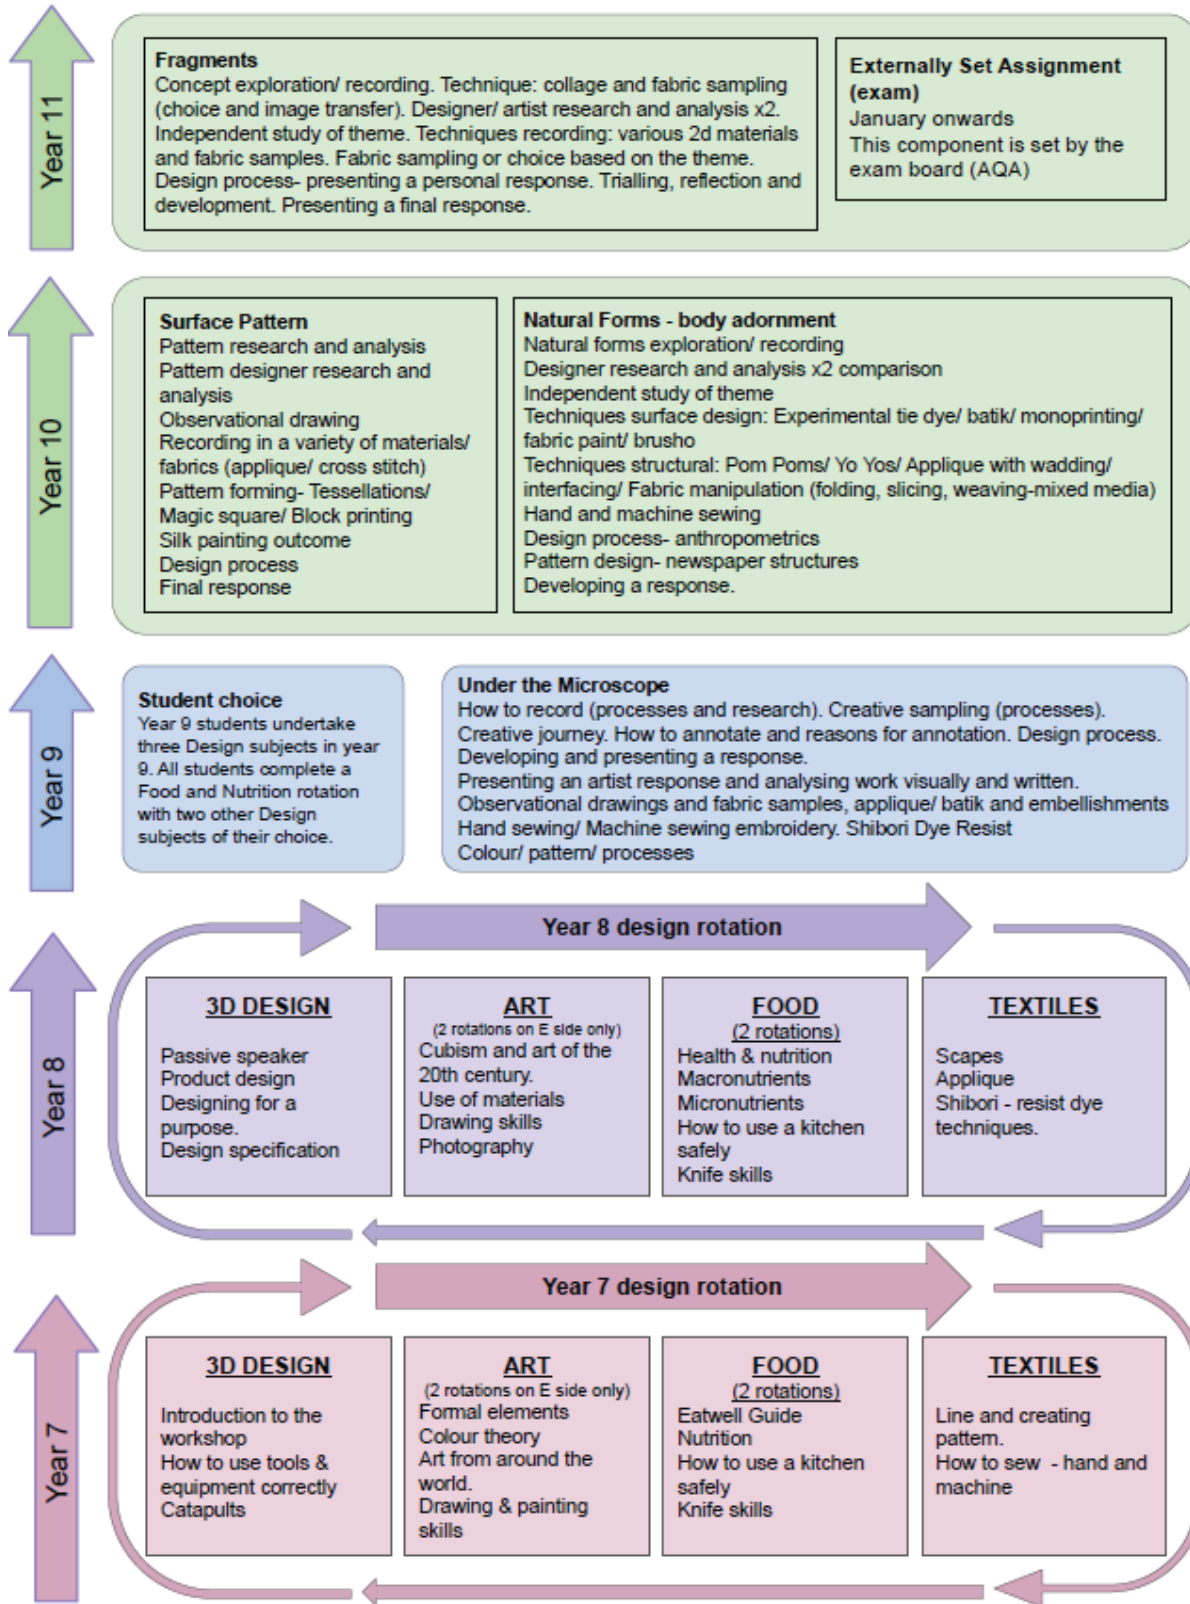 Year 11
Fragments
Concept exploration/ recording. Technique: collage and fabric sampling
(choice and image transfer). Designer/ artist research and analysis x2.
Independent study of theme. Techniques recording: various 2d materials
and fabric samples. Fabric sampling or choice based on the theme.
Design process- presenting a personal response. Trialling, reflection and
development. Presenting a final response.
Externally Set Assignment
(exam)
January onwards
This component is set by the
exam board (AQA)
Year 10
Surface Pattern
Pattern research and analysis
Pattern designer research and
analysis
Observational drawing
Recording in a variety of materials/
fabrics (applique/ cross stitch)
Pattern forming- Tessellations/
Magic square/ Block printing
Silk painting outcome
Design process
Final response
Natural Forms - body adornment
Natural forms exploration/ recording
Designer research and analysis x2 comparison
Independent study of theme
Techniques surface design: Experimental tie dye/ batik/ monoprinting/
fabric paint/ brusho
Techniques structural: Pom Poms/ Yo Yos/ Applique with wadding/
interfacing/ Fabric manipulation (folding, slicing, weaving-mixed media)
Hand and machine sewing
Design process- anthropometrics
Pattern design- newspaper structures
Developing a response.
Year 9
Student choice
Year 9 students undertake
three Design subjects in year
9. All students complete a
Food and Nutrition rotation
with two other Design
subjects of their choice.
Under the Microscope
How to record (processes and research). Creative sampling (processes).
Creative journey. How to annotate and reasons for annotation. Design process.
Developing and presenting a response.
Presenting an artist response and analysing work visually and written.
Observational drawings and fabric samples, applique/ batik and embellishments
Hand sewing/ Machine sewing embroidery. Shibori Dye Resist
Colour/ pattern/ processes
Year 8
Year 8 design rotation
3D DESIGN
Passive speaker
Product design
Designing for a
purpose.
Design specification
ART
(2 rotations on E side only)
Cubism and art of the
20th century.
Use of materials
Drawing skills
Photography
FOOD
(2 rotations)
Health & nutrition
Macronutrients
Micronutrients
How to use a kitchen
safely
Knife skills
TEXTILES
Scapes
Applique
Shibori - resist dye
techniques.
Year 7
Year 7 design rotation
3D DESIGN
Introduction to the
workshop
How to use tools &
equipment correctly
Catapults
ART
(2 rotations on E side only)
Formal elements
Colour theory
Art from around the
world.
Drawing & painting
skills
FOOD
(2 rotations)
Eatwell Guide
Nutrition
How to use a kitchen
safely
Knife skills
TEXTILES
Line and creating
pattern.
How to sew - hand and
machine